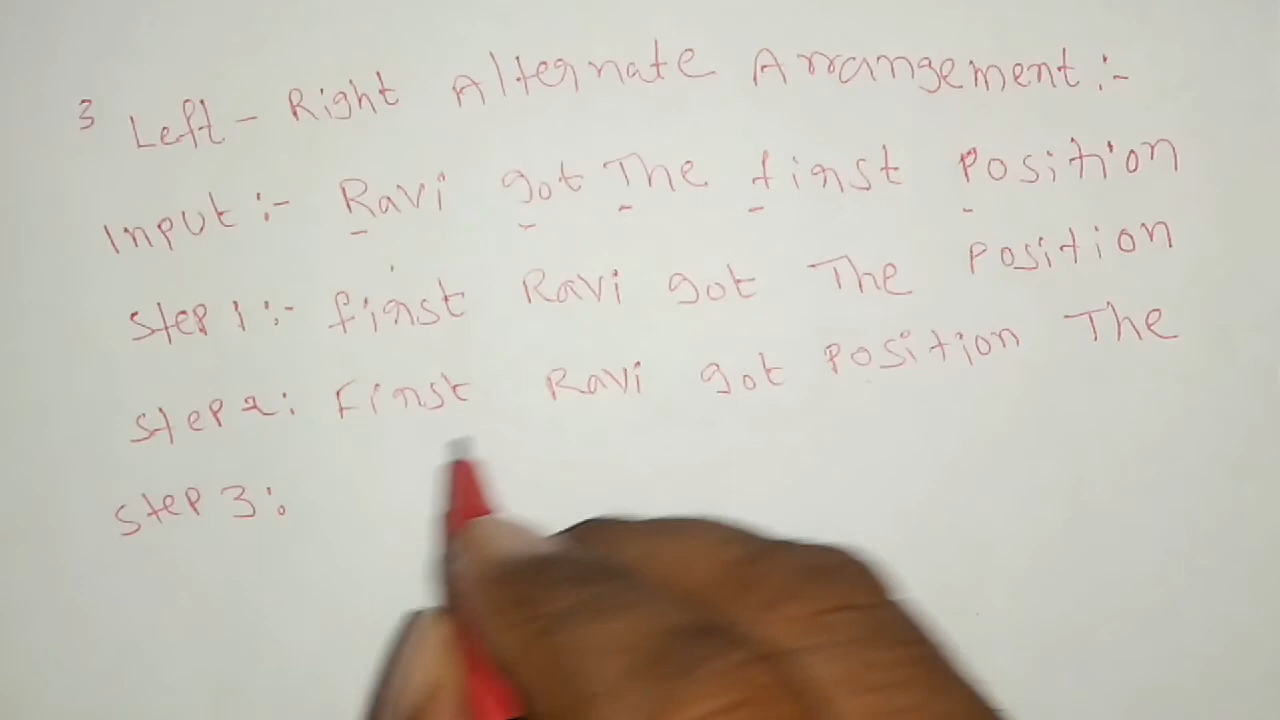 3 Left - Right Alternate Arrangement :-
Input :- Ravi got The first Position
Step 1 :- first Ravi got The Position
Step 2 : First Ravi got Position The
Step 3 :